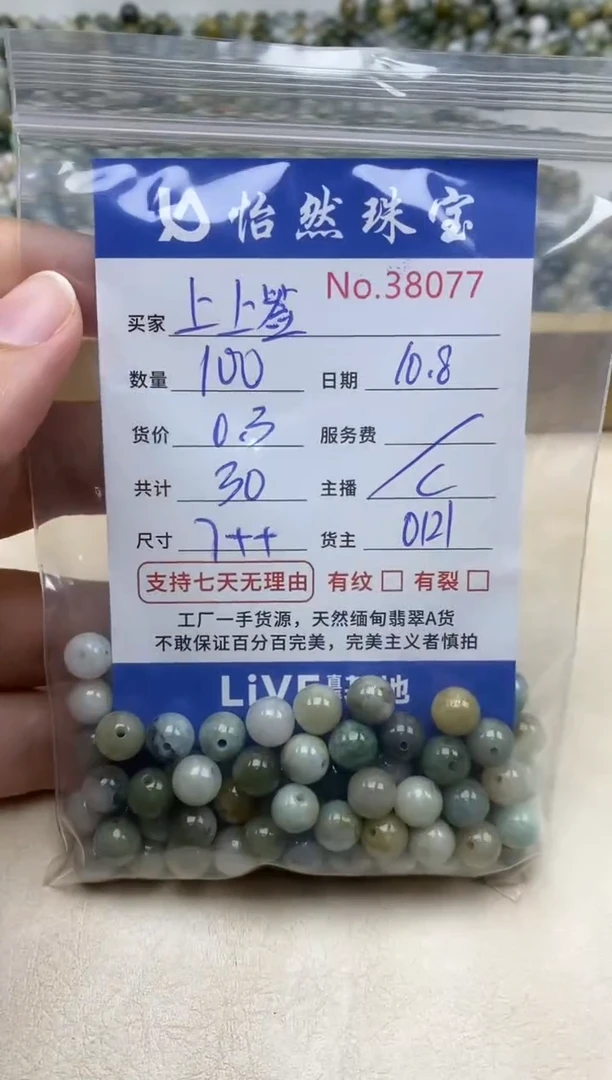 怡然珠宝
No.38077
买家 上上签
数量 100 日期 10.8
货价 0.3 服务费 /
共计 30 主播 C
尺寸 7++ 货主 0121
支持七天无理由 有纹 □ 有裂 □
工厂一手货源，天然缅甸翡翠A货
不敢保证百分百完美，完美主义者慎拍
LiVE